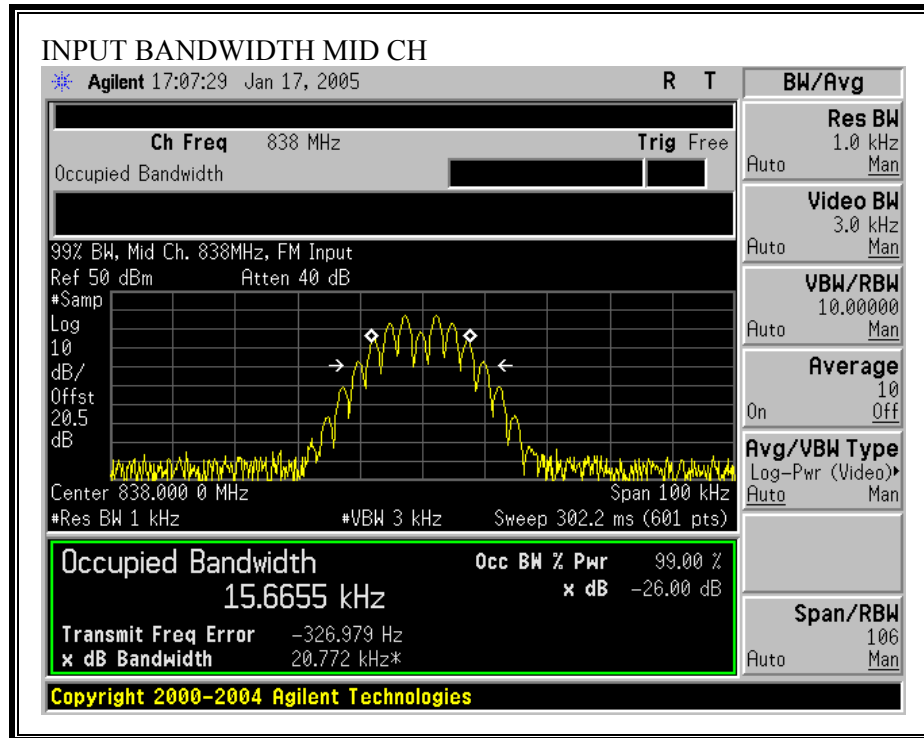 INPUT BANDWIDTH MID CH
Agilent 17:07:29 Jan 17, 2005 R T
BW/Avg
Ch Freq 838 MHz Trig Free
Occupied Bandwidth
Res BW
1.0 kHz
Auto Man
Video BW
3.0 kHz
Auto Man
VBW/RBW
10.00000
Auto Man
Average
10
On Off
Avg/VBW Type
Log-Pwr (Video)
Auto Man
Span/RBW
106
Auto Man
99% BW, Mid Ch. 838MHz, FM Input
Ref 50 dBm Atten 40 dB
#Samp
Log
10
dB/
Offst
20.5
dB
Center 838.000 0 MHz Span 100 kHz
#Res BW 1 kHz #VBW 3 kHz Sweep 302.2 ms (601 pts)
Occupied Bandwidth
15.6655 kHz
Occ BW % Pwr 99.00 %
x dB -26.00 dB
Transmit Freq Error -326.979 Hz
x dB Bandwidth 20.772 kHz*
Copyright 2000-2004 Agilent Technologies